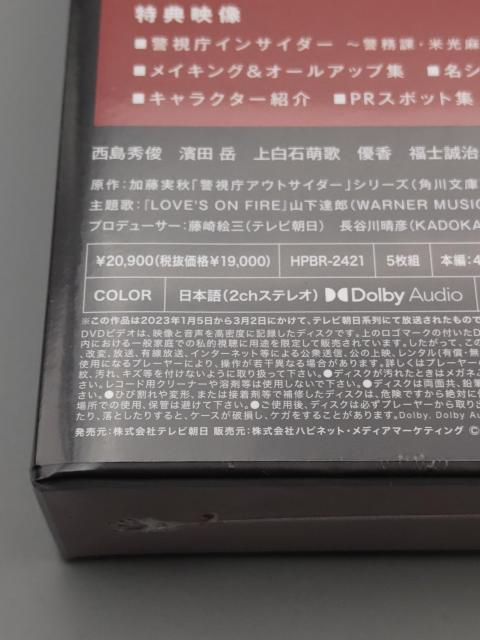 特典映像
■警視庁インサイダー ～警務課・米光麻
■メイキング&オールアップ集 ■名シ
■キャラクター紹介 ■PRスポット集
西島秀俊 濱田 岳 上白石萌歌 優香 福士誠治
原作：加藤実秋「警視庁アウトサイダー」シリーズ（角川文庫
主題歌：「LOVE'S ON FIRE」山下達郎（WARNER MUSIC
プロデューサー：藤崎絵三（テレビ朝日） 長谷川晴彦（KADOKA
¥20,900（税抜価格¥19,000） HPBR-2421 5枚組 本編：4
COLOR 日本語（2chステレオ） Dolby Audio
※この作品は2023年1月5日から3月2日にかけて、テレビ朝日系列にて放送されたもので
DVDビデオは、映像と音声を高密度に記録したディスクです。上のロゴマークの付いたD
内における一般家庭での私的視聴に用途を限定して販売されています。したがって、この
、改変、放送、有線放送、インターネット等による公衆送信、公の上映、レンタル（有償・無
使用になるプレーヤーにより、操作が若干異なる場合があります。詳しくはプレーヤー
紋、汚れ、キズ等を付けないように取り扱って下さい。●ディスクが汚れたときはメガネふ
さい。レコード用クリーナーや溶剤等は使用しないで下さい。●ディスクは両面共、鉛筆
さい。●ひび割れや変形、または接着剤等で補修したディスクは、危険ですから絶対に使
場所での使用、保管は避けて下さい。●ご使用後、ディスクは必ずプレーヤーから取り出
たり、落としたりすると、ケースが破損し、ケガをすることがあります。Dolby、Dolby Au
発売元：株式会社テレビ朝日 販売元：株式会社ハピネット・メディアマーケティング ©